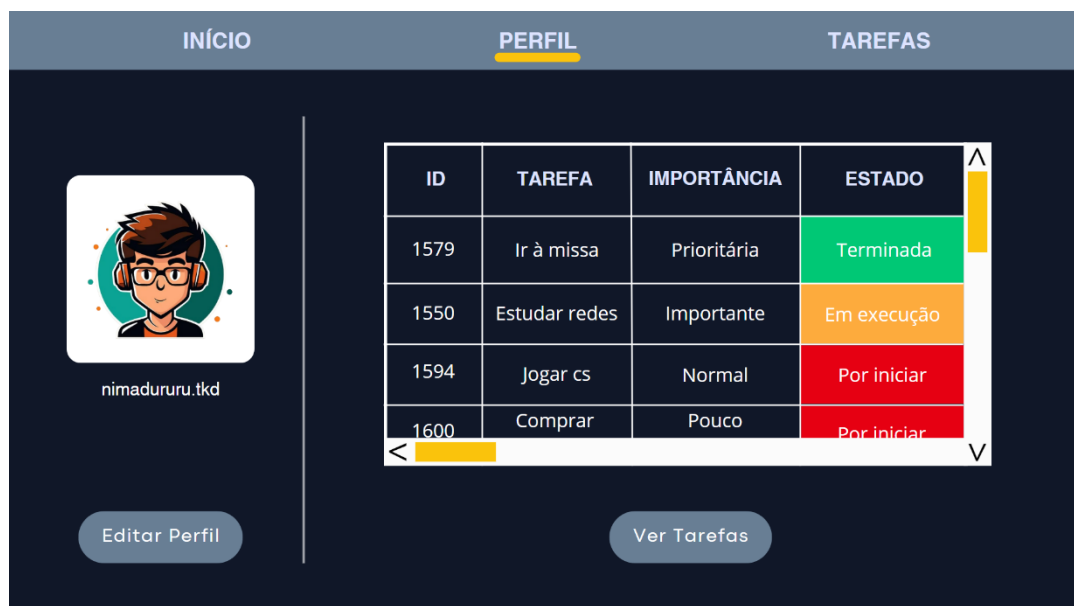 INÍCIO PERFIL TAREFAS
ID TAREFA IMPORTÂNCIA ESTADO
1579 Ir à missa Prioritária Terminada
1550 Estudar redes Importante Em execução
1594 Jogar cs Normal Por iniciar
1600 Comprar Pouco Por iniciar
nimadururu.tkd
Editar Perfil
Ver Tarefas